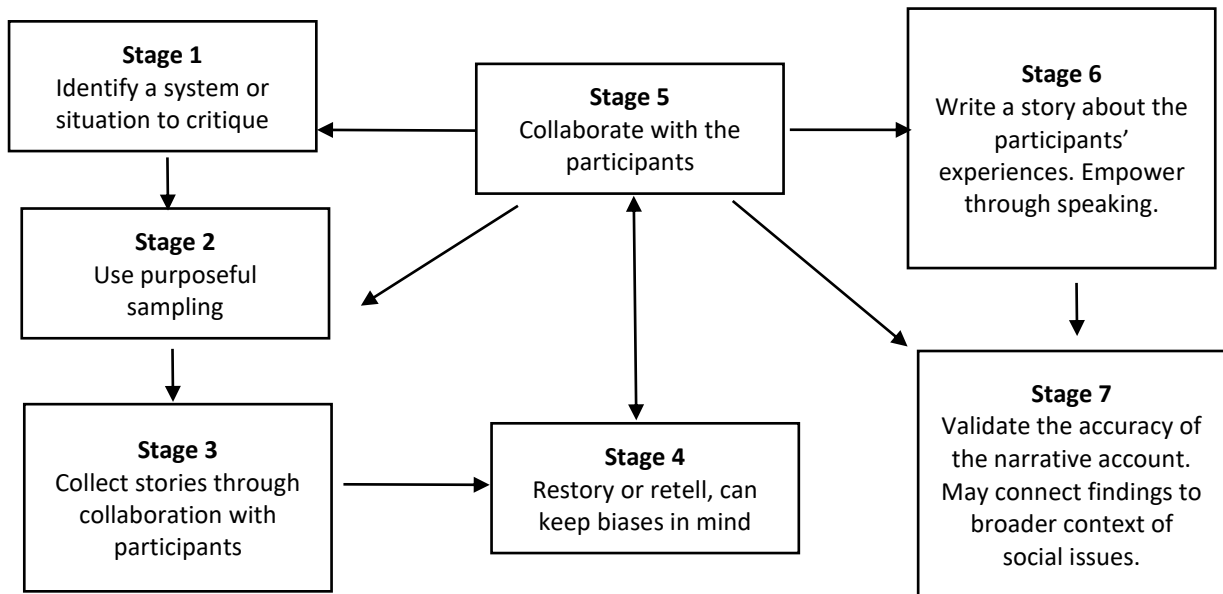 Stage 1
Identify a system or
situation to critique
Stage 2
Use purposeful
sampling
Stage 3
Collect stories through
collaboration with
participants
Stage 4
Restory or retell, can
keep biases in mind
Stage 5
Collaborate with the
participants
Stage 6
Write a story about the
participants’
experiences. Empower
through speaking.
Stage 7
Validate the accuracy of
the narrative account.
May connect findings to
broader context of
social issues.